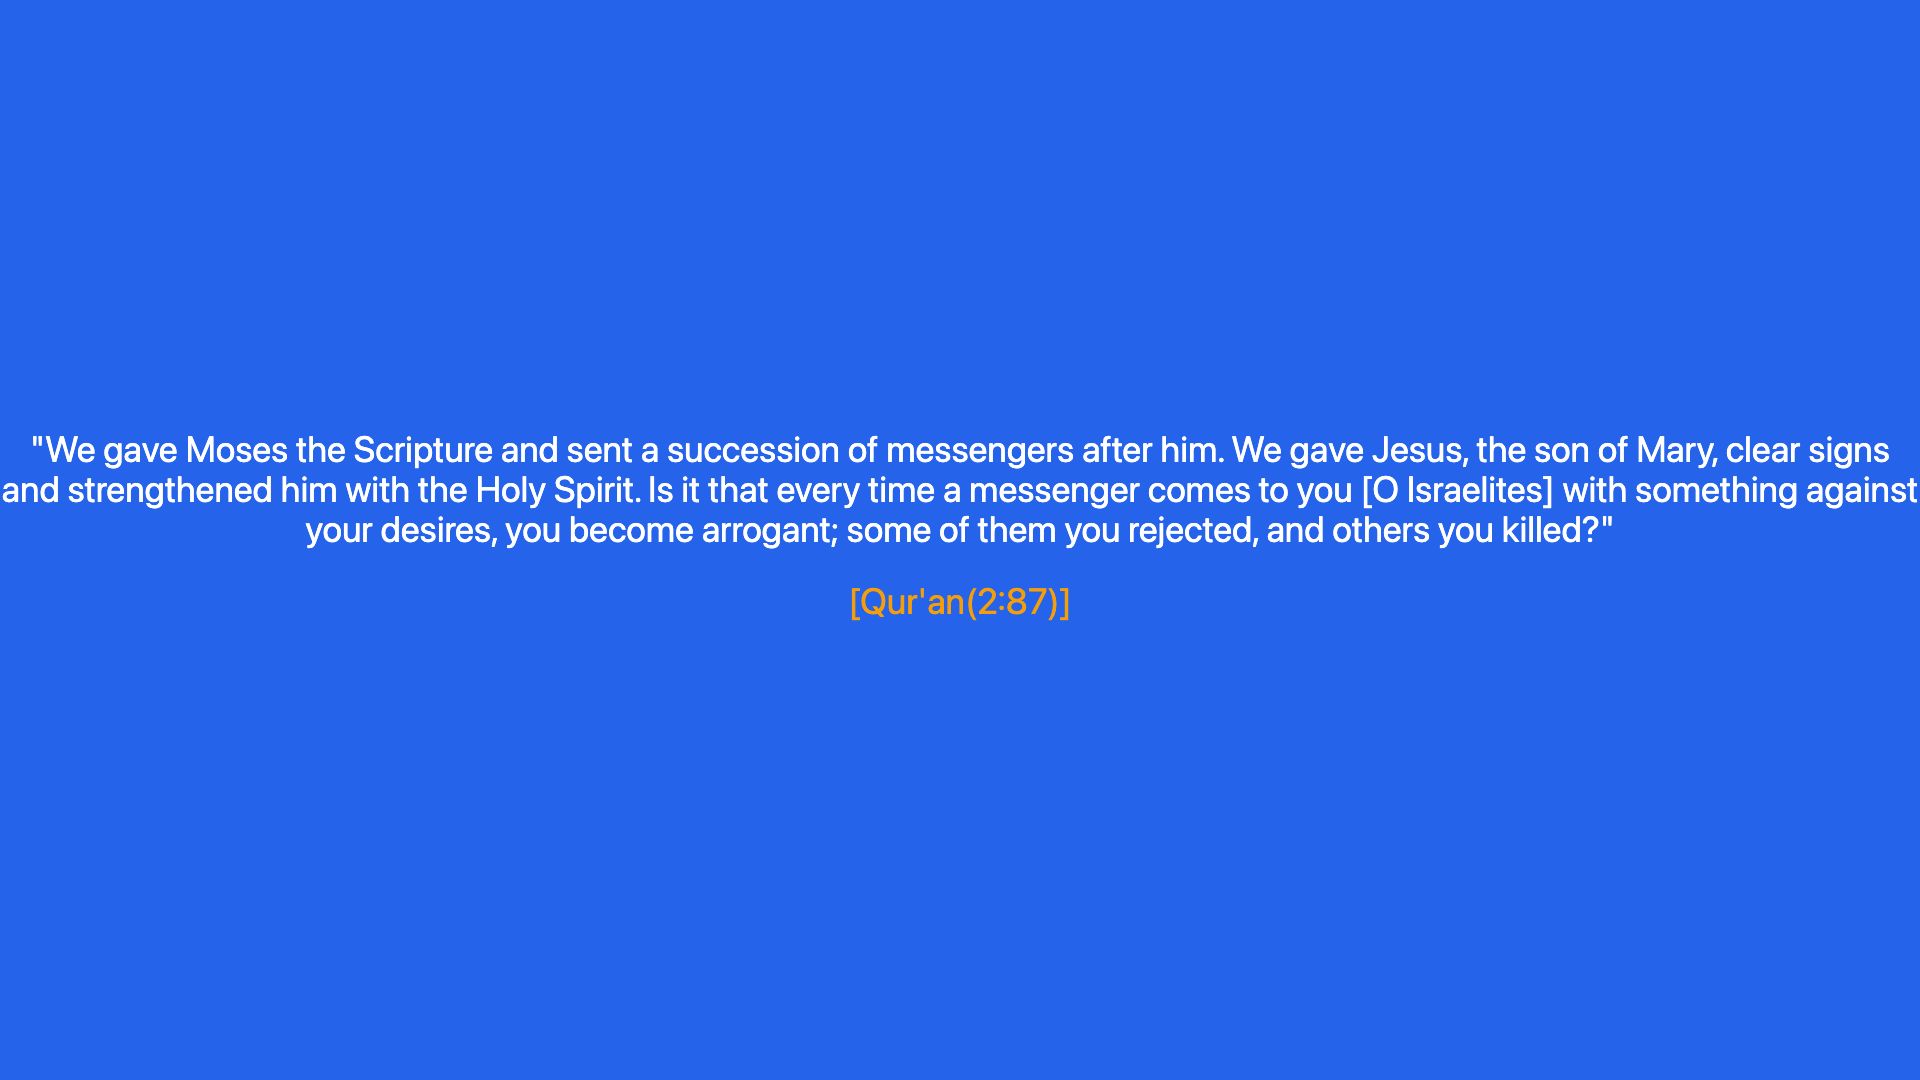 "We gave Moses the Scripture and sent a succession of messengers after him. We gave Jesus, the son of Mary, clear signs
and strengthened him with the Holy Spirit. Is it that every time a messenger comes to you [O Israelites] with something against
your desires, you become arrogant; some of them you rejected, and others you killed?"
[Qur'an(2:87)]